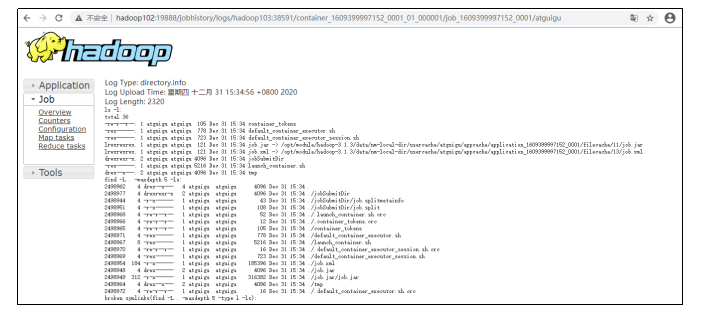 不安全 | hadoop102:19888/jobhistory/logs/hadoop103:38591/container_1609399997152_0001_01_000001/job_1609399997152_0001/atguigu
hadoop
Application
Job
Overview
Counters
Configuration
Map tasks
Reduce tasks
Tools
Log Type: directory.info
Log Upload Time: 星期四 十二月 31 15:34:56 +0800 2020
Log Length: 2320
ls -l:
total 36
-rw-r--r--. 1 atguigu atguigu 105 Dec 31 15:34 container_tokens
-rwx------. 1 atguigu atguigu 778 Dec 31 15:34 default_container_executor.sh
-rwx------. 1 atguigu atguigu 723 Dec 31 15:34 default_container_executor_session.sh
lrwxrwxrwx. 1 atguigu atguigu 121 Dec 31 15:34 job.jar -> /opt/module/hadoop-3.1.3/data/nm-local-dir/usercache/atguigu/appcache/application_1609399997152_0001/filecache/11/job.jar
lrwxrwxrwx. 1 atguigu atguigu 121 Dec 31 15:34 job.xml -> /opt/module/hadoop-3.1.3/data/nm-local-dir/usercache/atguigu/appcache/application_1609399997152_0001/filecache/13/job.xml
drwxrwxr-x. 2 atguigu atguigu 4096 Dec 31 15:34 jobSubmitDir
-rwx------. 1 atguigu atguigu 5216 Dec 31 15:34 launch_container.sh
drwx--x---. 2 atguigu atguigu 4096 Dec 31 15:34 tmp
find -L . -maxdepth 5 -ls:
2498962 4 drwx--x--- 4 atguigu atguigu 4096 Dec 31 15:34 .
2498977 4 drwxrwxr-x 2 atguigu atguigu 4096 Dec 31 15:34 ./jobSubmitDir
2498944 4 -r-x------ 1 atguigu atguigu 43 Dec 31 15:34 ./jobSubmitDir/job.splitmetainfo
2498951 4 -r-x------ 1 atguigu atguigu 108 Dec 31 15:34 ./jobSubmitDir/job.split
2498968 4 -rw-r--r-- 1 atguigu atguigu 52 Dec 31 15:34 ./.launch_container.sh.crc
2498966 4 -rw-r--r-- 1 atguigu atguigu 12 Dec 31 15:34 ./.container_tokens.crc
2498965 4 -rw-r--r-- 1 atguigu atguigu 105 Dec 31 15:34 ./container_tokens
2498971 4 -rwx------ 1 atguigu atguigu 778 Dec 31 15:34 ./default_container_executor.sh
2498967 8 -rwx------ 1 atguigu atguigu 5216 Dec 31 15:34 ./launch_container.sh
2498970 4 -rw-r--r-- 1 atguigu atguigu 16 Dec 31 15:34 ./.default_container_executor_session.sh.crc
2498969 4 -rwx------ 1 atguigu atguigu 723 Dec 31 15:34 ./default_container_executor_session.sh
2498954 184 -r-x------ 1 atguigu atguigu 185396 Dec 31 15:34 ./job.xml
2498948 4 drwx------ 2 atguigu atguigu 4096 Dec 31 15:34 ./job.jar
2498949 312 -r-x------ 1 atguigu atguigu 316382 Dec 31 15:34 ./job.jar/job.jar
2498964 4 drwx--x--- 2 atguigu atguigu 4096 Dec 31 15:34 ./tmp
2498972 4 -rw-r--r-- 1 atguigu atguigu 16 Dec 31 15:34 ./.default_container_executor.sh.crc
broken symlinks(find -L . -maxdepth 5 -type l -ls):